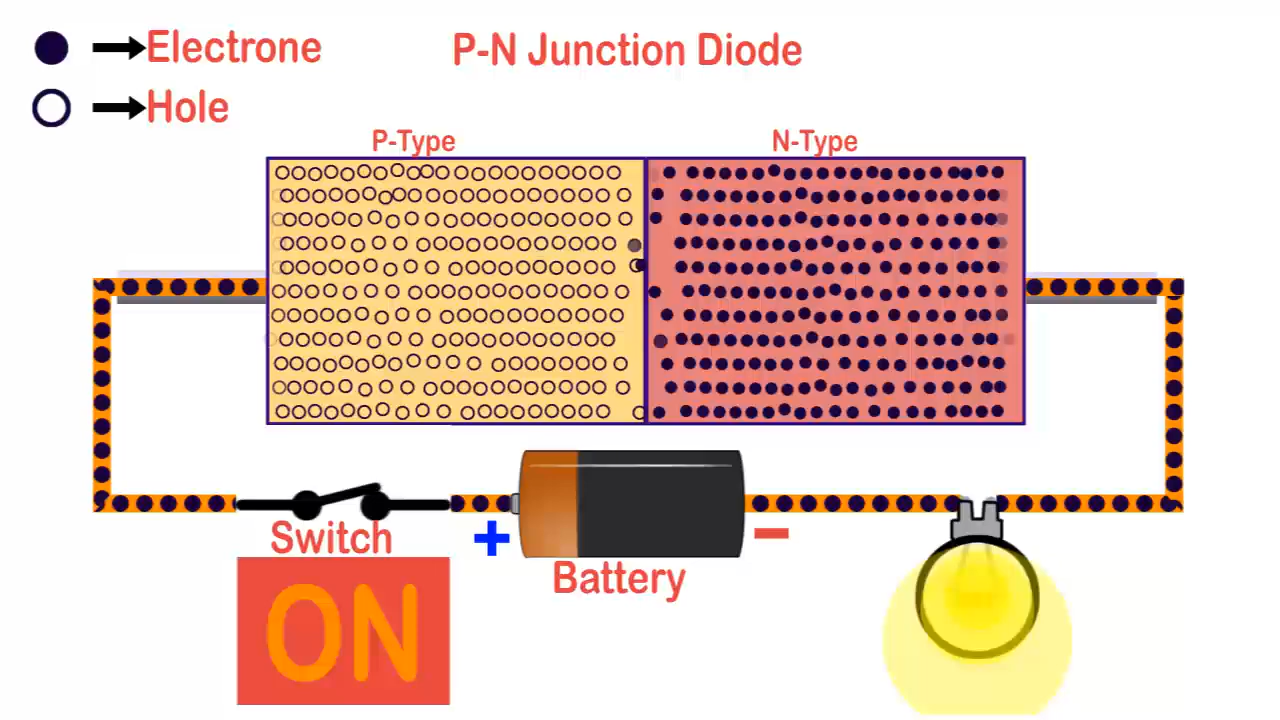 Electrone
P-N Junction Diode
Hole
P-Type
N-Type
Switch
+
−
Battery
ON